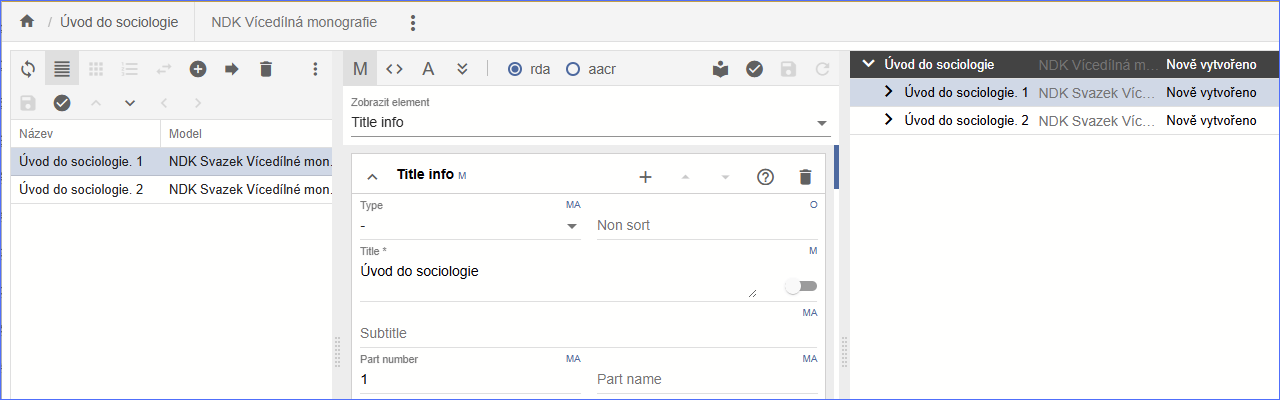 / Úvod do sociologie NDK Vícedílná monografie
M <> A rda aacr
Název Model
Úvod do sociologie. 1 NDK Svazek Vícedílné mon.
Úvod do sociologie. 2 NDK Svazek Vícedílné mon.
Zobrazit element
Title info
Title info M
Type MA O
- Non sort
Title * M
Úvod do sociologie
MA
Subtitle
Part number MA MA
1 Part name
Úvod do sociologie NDK Vícedílná m... Nově vytvořeno
Úvod do sociologie. 1 NDK Svazek Víc... Nově vytvořeno
Úvod do sociologie. 2 NDK Svazek Víc... Nově vytvořeno